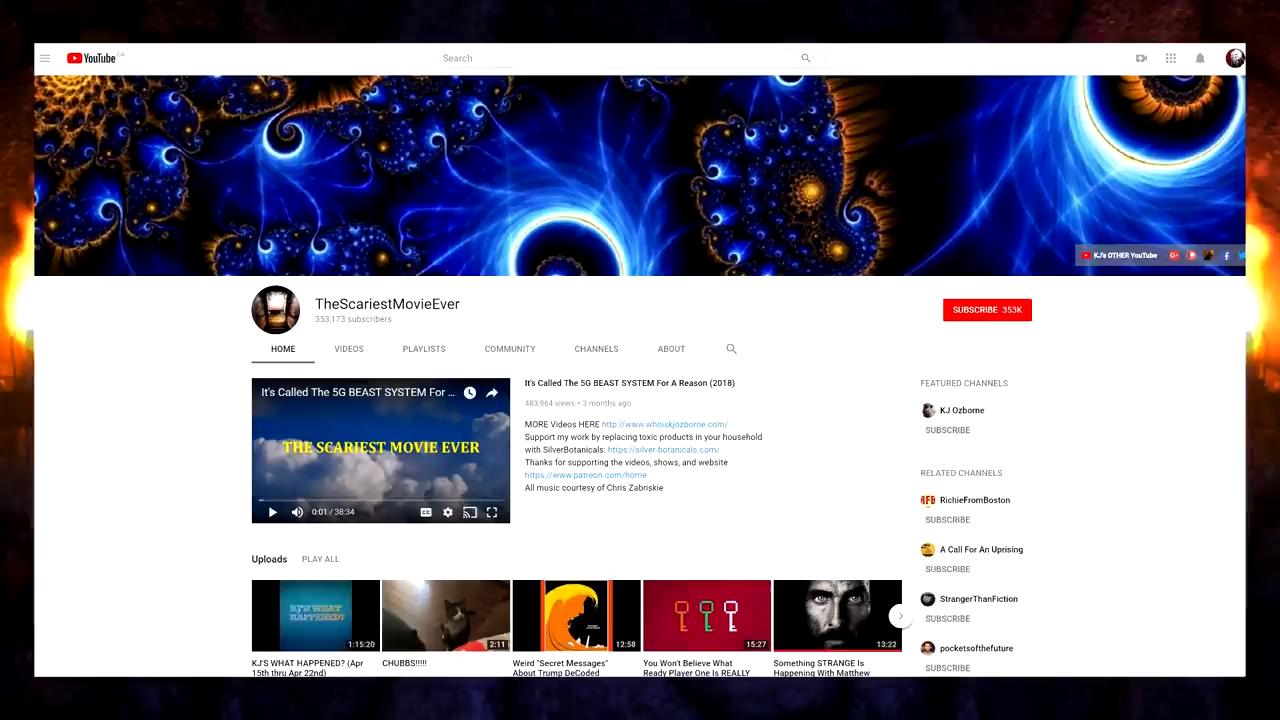 YouTube CA
Search
KJ's OTHER YouTube
TheScariestMovieEver
353,173 subscribers
SUBSCRIBE 353K
HOME VIDEOS PLAYLISTS COMMUNITY CHANNELS ABOUT
It's Called The 5G BEAST SYSTEM For ...
THE SCARIEST MOVIE EVER
0:01 / 38:34
It's Called The 5G BEAST SYSTEM For A Reason (2018)
483,964 views • 3 months ago
MORE Videos HERE http://www.whoiskjozborne.com/
Support my work by replacing toxic products in your household
with SilverBotanicals: https://silver-botanicals.com/
Thanks for supporting the videos, shows, and website
https://www.patreon.com/home
All music courtesy of Chris Zabriskie
FEATURED CHANNELS
KJ Ozborne
SUBSCRIBE
RELATED CHANNELS
RichieFromBoston
SUBSCRIBE
A Call For An Uprising
SUBSCRIBE
StrangerThanFiction
SUBSCRIBE
pocketsofthefuture
SUBSCRIBE
Uploads PLAY ALL
KJ'S WHAT
HAPPENED?
1:15:20
2:11
12:58
15:27
13:22
KJ'S WHAT HAPPENED? (Apr
15th thru Apr 22nd)
CHUBBS!!!!!
Weird "Secret Messages"
About Trump DeCoded
You Won't Believe What
Ready Player One Is REALLY
Something STRANGE Is
Happening With Matthew